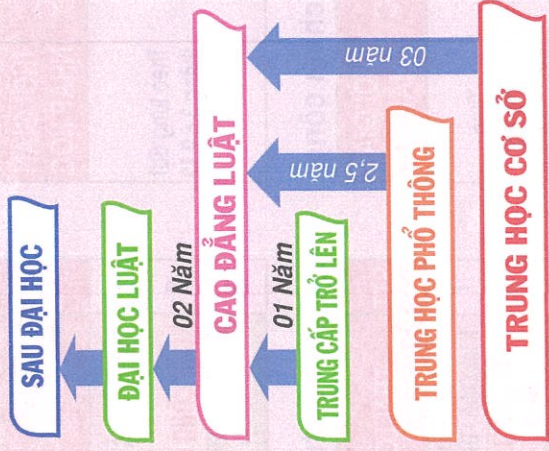 SAU ĐẠI HỌC
ĐẠI HỌC LUẬT
02 Năm
CAO ĐẲNG LUẬT
01 Năm
2,5 năm
03 năm
TRUNG CẤP TRỞ LÊN
TRUNG HỌC PHỔ THÔNG
TRUNG HỌC CƠ SỞ